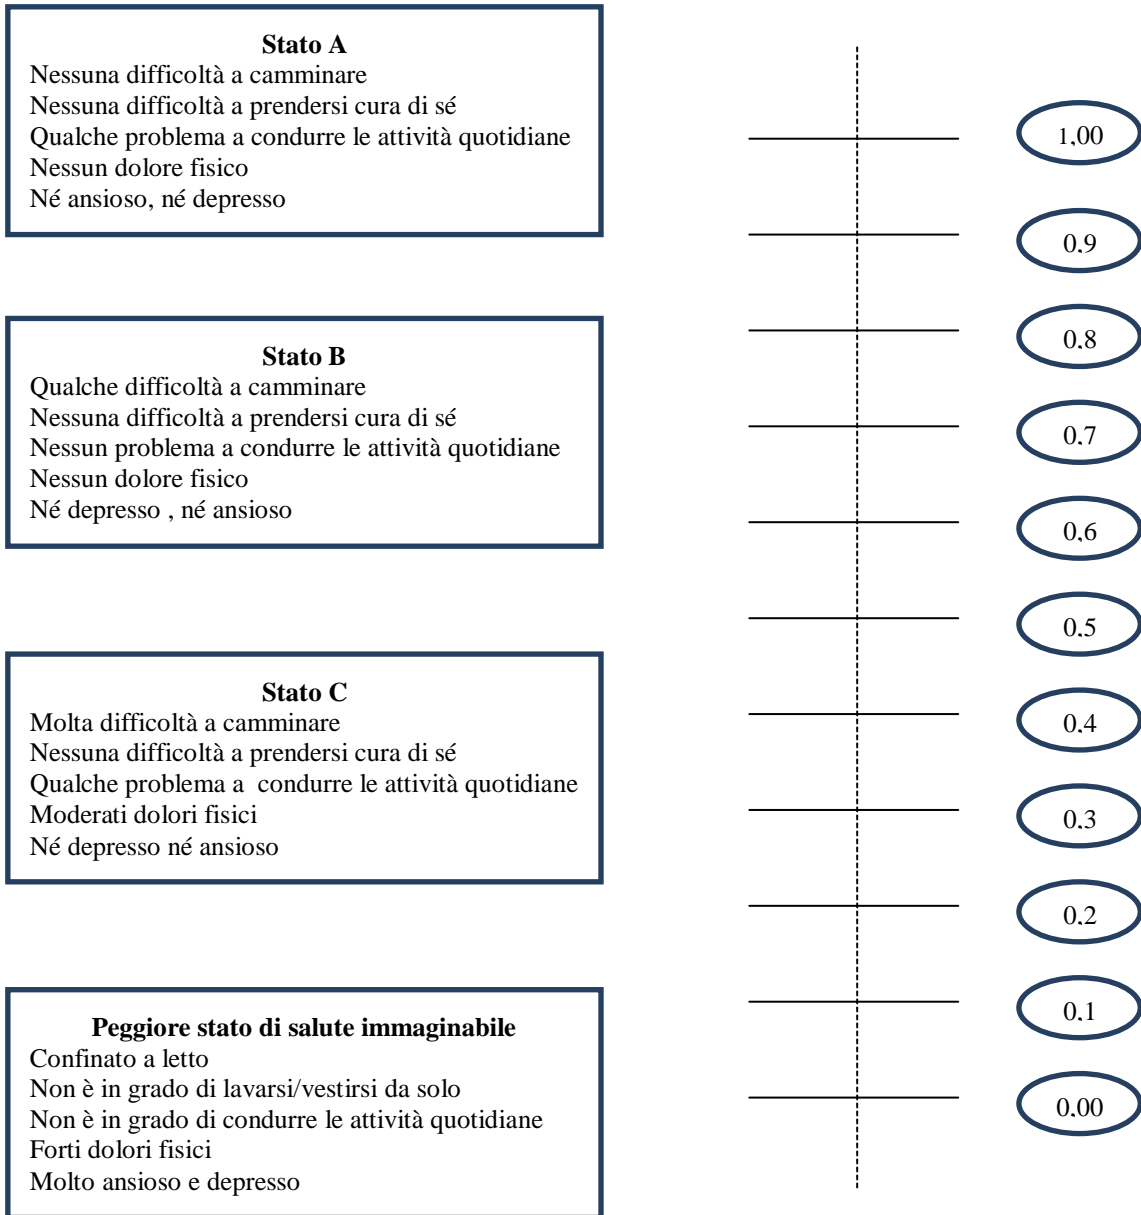 Stato A
Nessuna difficoltà a camminare
Nessuna difficoltà a prendersi cura di sé
Qualche problema a condurre le attività quotidiane
Nessun dolore fisico
Né ansioso, né depresso
Stato B
Qualche difficoltà a camminare
Nessuna difficoltà a prendersi cura di sé
Nessun problema a condurre le attività quotidiane
Nessun dolore fisico
Né depresso , né ansioso
Stato C
Molta difficoltà a camminare
Nessuna difficoltà a prendersi cura di sé
Qualche problema a  condurre le attività quotidiane
Moderati dolori fisici
Né depresso né ansioso
Peggiore stato di salute immaginabile
Confinato a letto
Non è in grado di lavarsi/vestirsi da solo
Non è in grado di condurre le attività quotidiane
Forti dolori fisici
Molto ansioso e depresso
1,00
0,9
0,8
0,7
0,6
0,5
0,4
0,3
0,2
0,1
0,00